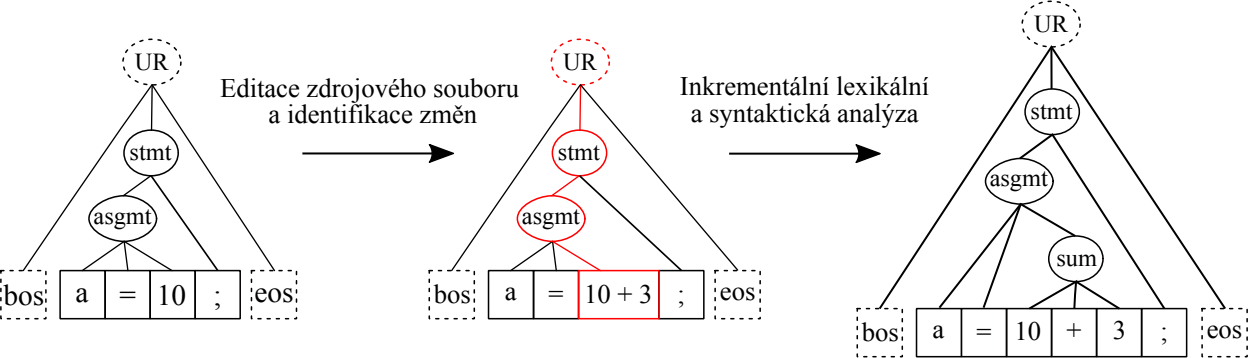 UR
stmt
asgmt
bos a = 10 ; eos
Editace zdrojového souboru
a identifikace změn
UR
stmt
asgmt
bos a = 10 + 3 ; eos
Inkrementální lexikální
a syntaktická analýza
UR
stmt
asgmt
sum
bos a = 10 + 3 ; eos